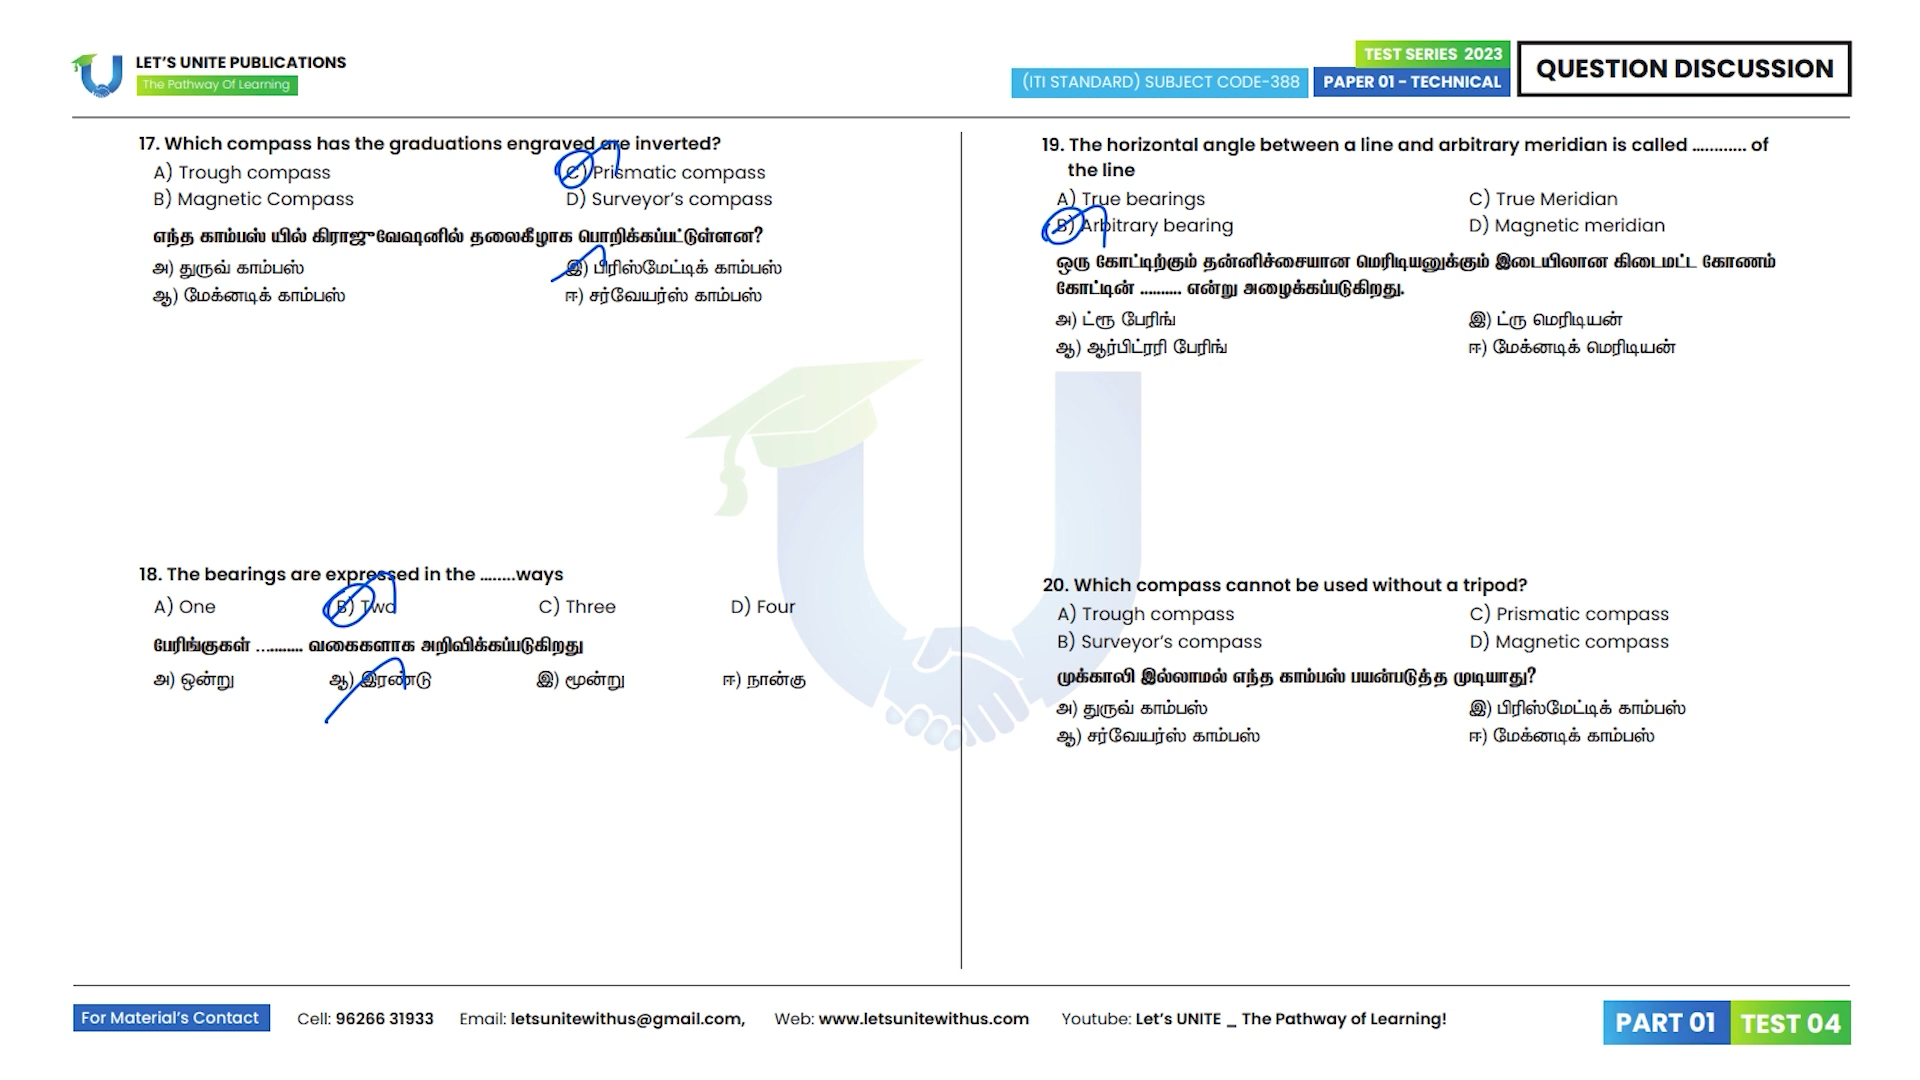 LET'S UNITE PUBLICATIONS
The Pathway Of Learning
TEST SERIES 2023
(ITI STANDARD) SUBJECT CODE-388
PAPER 01 - TECHNICAL
QUESTION DISCUSSION
17. Which compass has the graduations engraved are inverted?
A) Trough compass
C) Prismatic compass
B) Magnetic Compass
D) Surveyor's compass
எந்த காம்பஸ் யில் கிராஜுவேஷனில் தலைகீழாக பொறிக்கப்பட்டுள்ளன?
அ) துருவ் காம்பஸ்
இ) பிரிஸ்மேட்டிக் காம்பஸ்
ஆ) மேக்னடிக் காம்பஸ்
ஈ) சர்வேயர்ஸ் காம்பஸ்
18. The bearings are expressed in the ........ways
A) One
B) Two
C) Three
D) Four
பேரிங்குகள் ........... வகைகளாக அறிவிக்கப்படுகிறது
அ) ஒன்று
ஆ) இரண்டு
இ) மூன்று
ஈ) நான்கு
19. The horizontal angle between a line and arbitrary meridian is called ............ of
the line
A) True bearings
C) True Meridian
B) Arbitrary bearing
D) Magnetic meridian
ஒரு கோட்டிற்கும் தன்னிச்சையான மெரிடியனுக்கும் இடையிலான கிடைமட்ட கோணம்
கோட்டின் .......... என்று அழைக்கப்படுகிறது.
அ) ட்ரூ பேரிங்
இ) ட்ரு மெரிடியன்
ஆ) ஆர்பிட்ரரி பேரிங்
ஈ) மேக்னடிக் மெரிடியன்
20. Which compass cannot be used without a tripod?
A) Trough compass
C) Prismatic compass
B) Surveyor's compass
D) Magnetic compass
முக்காலி இல்லாமல் எந்த காம்பஸ் பயன்படுத்த முடியாது?
அ) துருவ் காம்பஸ்
இ) பிரிஸ்மேட்டிக் காம்பஸ்
ஆ) சர்வேயர்ஸ் காம்பஸ்
ஈ) மேக்னடிக் காம்பஸ்
For Material's Contact
Cell: 96266 31933
Email: letsunitewithus@gmail.com,
Web: www.letsunitewithus.com
Youtube: Let's UNITE _ The Pathway of Learning!
PART 01
TEST 04